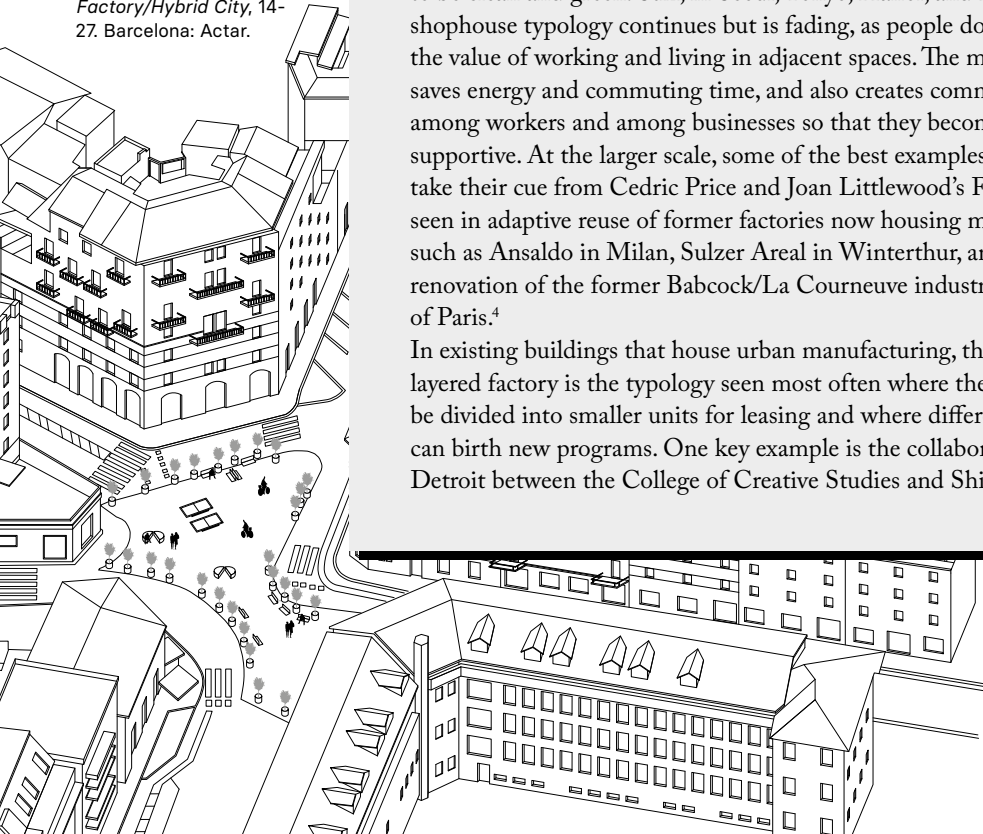 Factory/Hybrid City, 14-
27. Barcelona: Actar.
shophouse typology continues but is fading, as people do
the value of working and living in adjacent spaces. The m
saves energy and commuting time, and also creates comm
among workers and among businesses so that they becom
supportive. At the larger scale, some of the best examples
take their cue from Cedric Price and Joan Littlewood’s F
seen in adaptive reuse of former factories now housing m
such as Ansaldo in Milan, Sulzer Areal in Winterthur, an
renovation of the former Babcock/La Courneuve industr
of Paris.⁴
In existing buildings that house urban manufacturing, th
layered factory is the typology seen most often where the
be divided into smaller units for leasing and where differ
can birth new programs. One key example is the collabor
Detroit between the College of Creative Studies and Shi